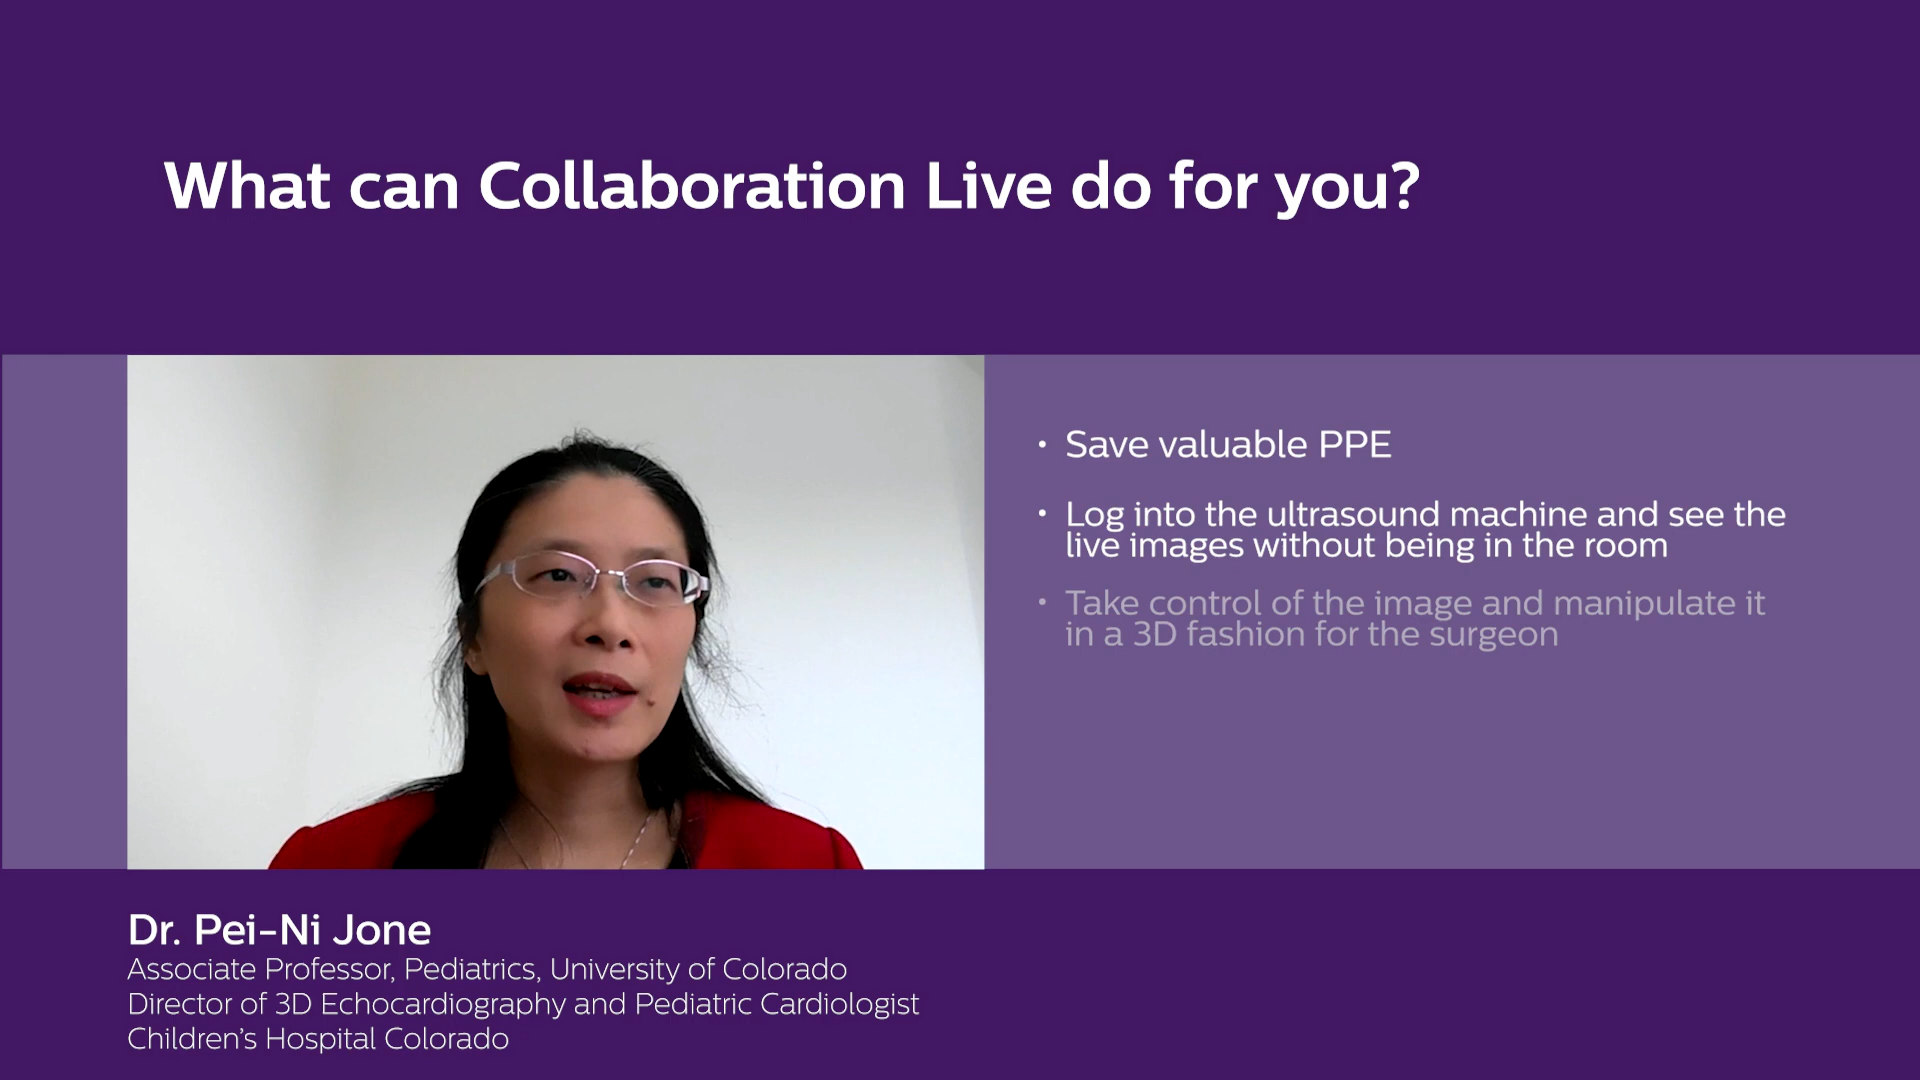 What can Collaboration Live do for you?
• Save valuable PPE
• Log into the ultrasound machine and see the
live images without being in the room
• Take control of the image and manipulate it
in a 3D fashion for the surgeon
Dr. Pei-Ni Jone
Associate Professor, Pediatrics, University of Colorado
Director of 3D Echocardiography and Pediatric Cardiologist
Children’s Hospital Colorado